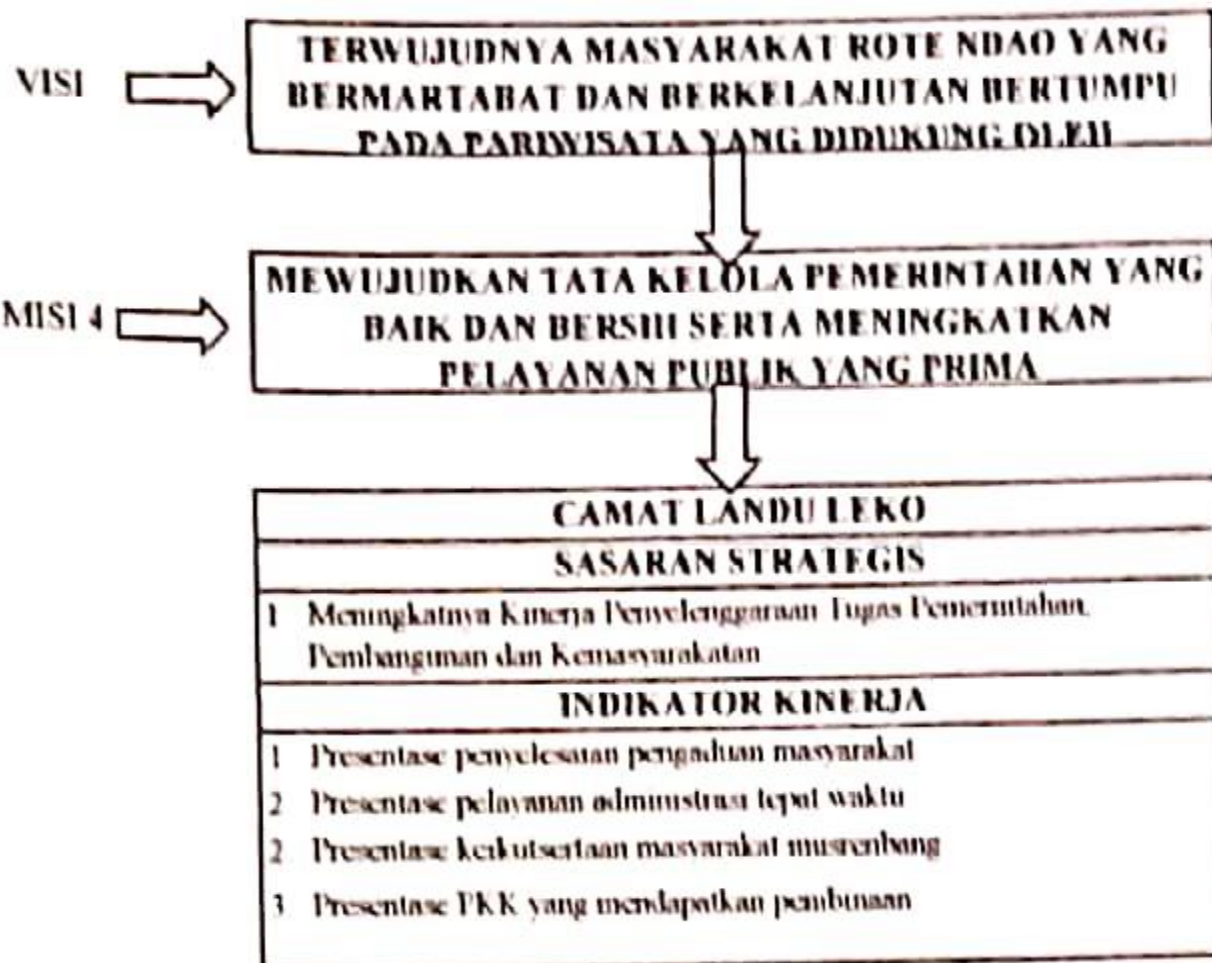 VISI
TERWUJUDNYA MASYARAKAT ROTE NDAO YANG
BERMARTABAT DAN BERKELANJUTAN BERTUMPU
PADA PARIWISATA YANG DIDUKUNG OLEH
MISI 4
MEWUJUDKAN TATA KELOLA PEMERINTAHAN YANG
BAIK DAN BERSIH SERTA MENINGKATKAN
PELAYANAN PUBLIK YANG PRIMA
CAMAT LANDU LEKO
SASARAN STRATEGIS
1 Meningkatnya Kinerja Penyelenggaraan Tugas Pemerintahan,
Pembangunan dan Kemasyarakatan
INDIKATOR KINERJA
1 Presentase penyelesaian pengaduan masyarakat
2 Presentase pelayanan administrasi tepat waktu
2 Presentase keikutsertaan masyarakat musrenbang
3 Presentase PKK yang mendapatkan pembinaan